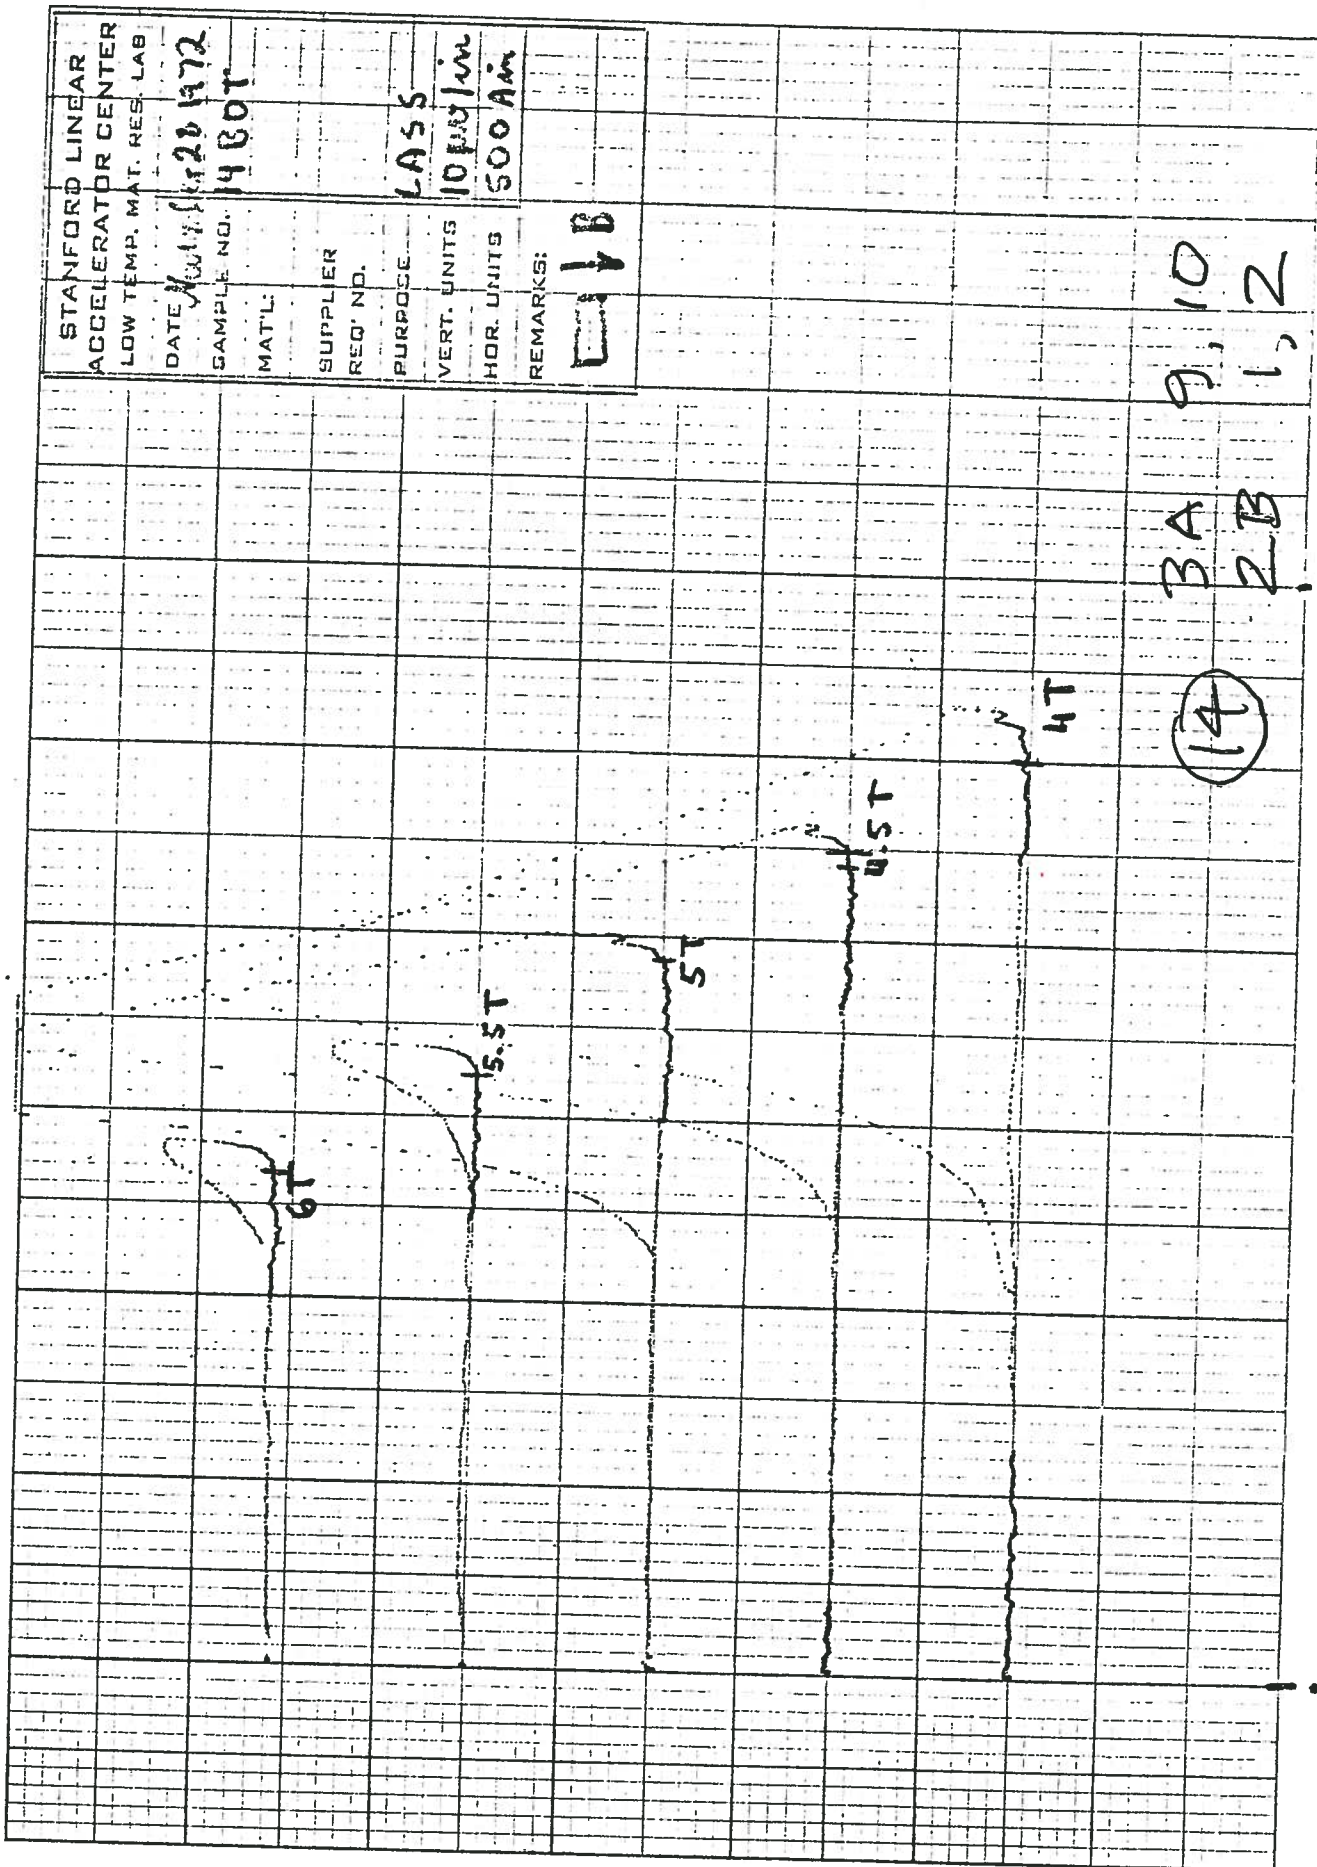 STANFORD LINEAR
ACCELERATOR CENTER
LOW TEMP. MAT. RES. LAB
DATE 28 1972
SAMPLE NO. 14 BOT
MAT'L:
SUPPLIER
REQ' NO.
PURPOSE LASS
VERT. UNITS 10 µv/in
HOR. UNITS 500 A/in
REMARKS:
6T
5.5T
5T
4.5T
4T
14 3A 9, 10
2B 1, 2